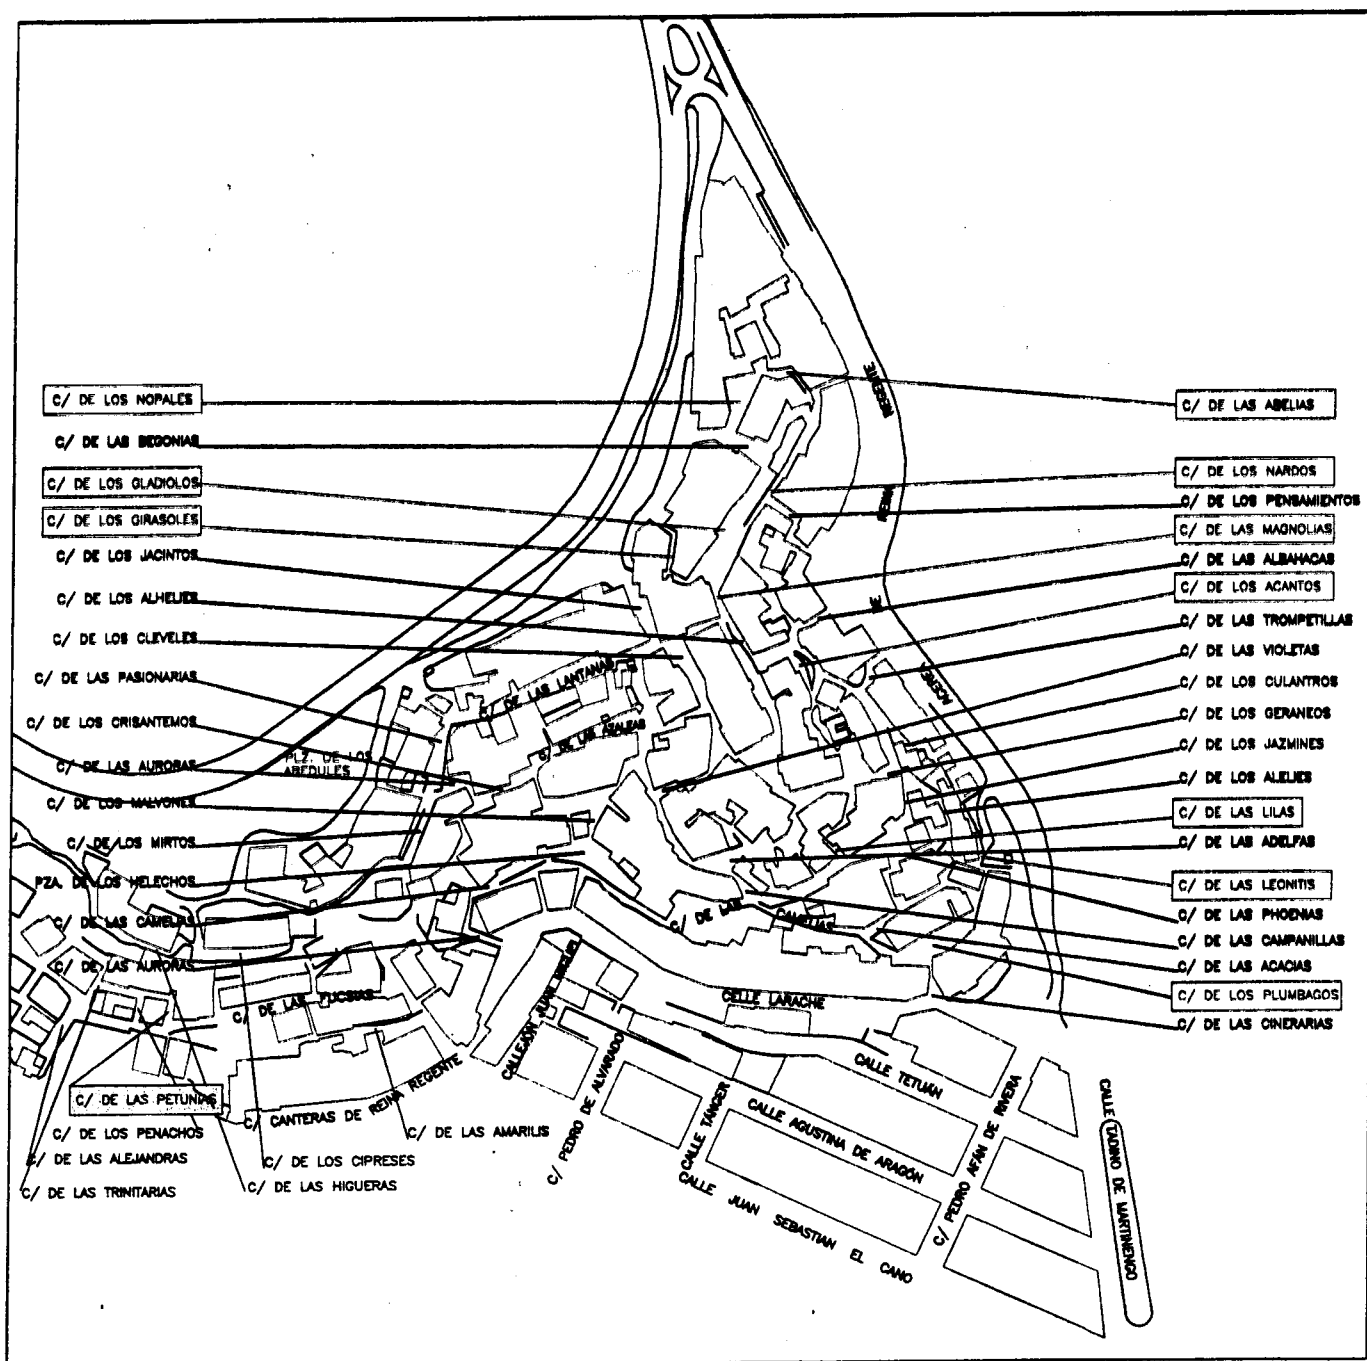 C/ DE LOS NOPALES
C/ DE LAS BEGONIAS
C/ DE LOS GLADIOLOS
C/ DE LOS GIRASOLES
C/ DE LOS JACINTOS
C/ DE LOS ALHELIES
C/ DE LOS CLEVELES
C/ DE LAS PASIONARIAS
C/ DE LOS CRISANTEMOS
C/ DE LAS AURORAS
C/ DE LOS MALVONES
C/ DE LOS MIRTOS
PZA. DE LOS HELECHOS
C/ DE LAS CAMELIAS
C/ DE LAS AURORAS
C/ DE LAS PETUNIAS
C/ DE LOS PENACHOS
C/ DE LAS ALEJANDRAS
C/ DE LAS TRINITARIAS
C/ DE LOS CIPRESES
C/ DE LAS HIGUERAS
C/ DE LAS AMARILIS
C/ DE LAS ABELIAS
C/ DE LOS NARDOS
C/ DE LOS PENSAMIENTOS
C/ DE LAS MAGNOLIAS
C/ DE LAS ALBAHACAS
C/ DE LOS ACANTOS
C/ DE LAS TROMPETILLAS
C/ DE LAS VIOLETAS
C/ DE LOS CULANTROS
C/ DE LOS GERANEOS
C/ DE LOS JAZMINES
C/ DE LOS ALELIES
C/ DE LAS LILAS
C/ DE LAS ADELFAS
C/ DE LAS LEONITIS
C/ DE LAS PHOENIAS
C/ DE LAS CAMPANILLAS
C/ DE LAS ACACIAS
C/ DE LOS PLUMBAGOS
C/ DE LAS CINERARIAS
ACCESO DE REINA REGENTE
C/ DE LAS LANTANAS
C/ DE LAS AZALEAS
PLZ. DE LOS
ABEDULES
C/ DE LAS CAMELIAS
C/ DE LAS FUCSIAS
C/ CANTERAS DE REINA REGENTE
CALLEJÓN JUAN MIGUEL
C/ PEDRO DE ALVARADO
CELLE LARACHE
CALLE TETUÁN
CALLE TÁNGER
CALLE AGUSTINA DE ARAGÓN
CALLE JUAN SEBASTIAN EL CANO
C/ PEDRO AFÁN DE RIVERA
CALLE TADINO DE MARTINENGO